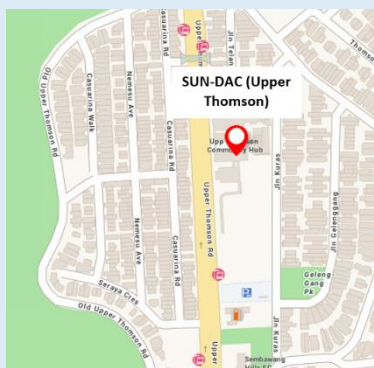 Old Upper Thomson Rd
Casuarina Walk
Nemesu Ave
Casuarina Rd
Upper
Jln Telan
Thomson
SUN-DAC (Upper
Thomson)
Community Hub
Upper Thomson Rd
Jln Kuras
Jln Gelenggang
Nemesu Ave
Casuarina Rd
Geleng
Gang
Pk
Seraya Cres
Old Upper Thomson Rd
Upper
Jln Kuras
Sembawang
Hills FC